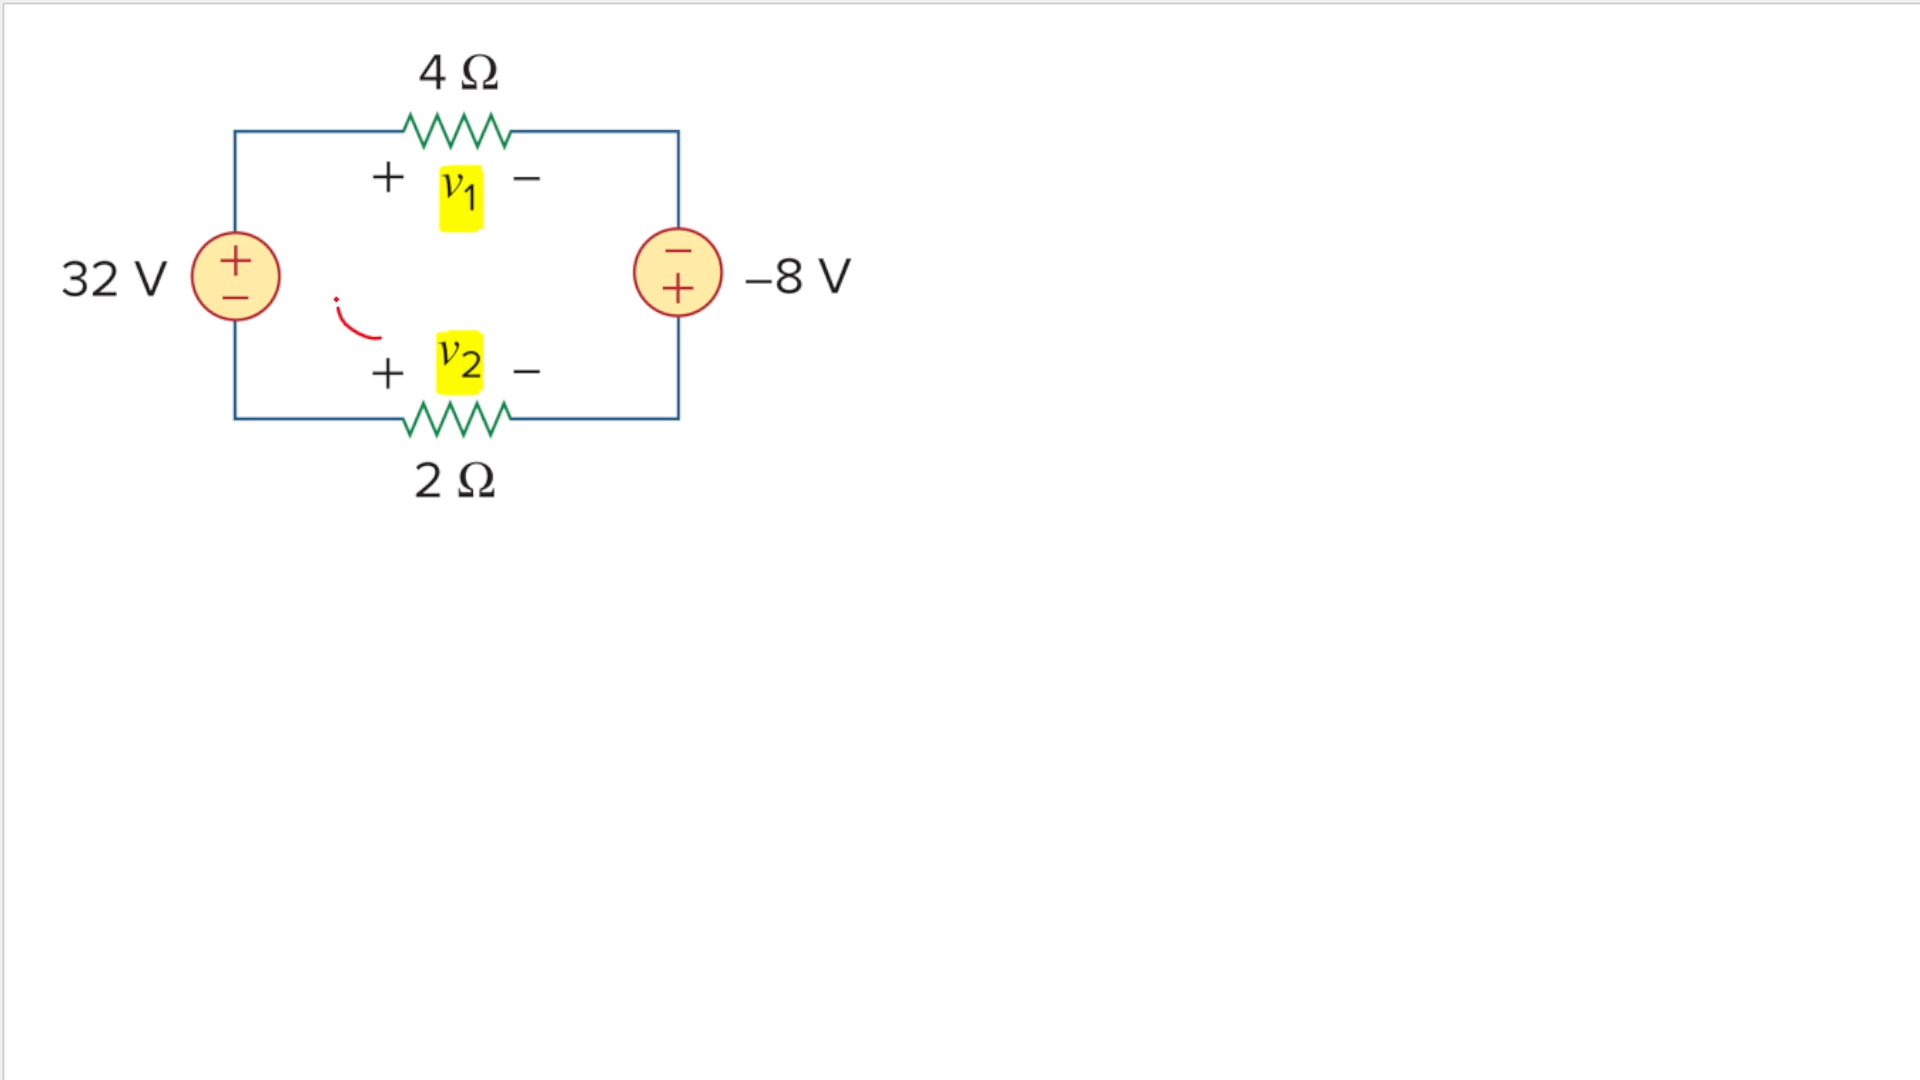 4 Ω
+ v₁ −
32 V + −
− + –8 V
+ v₂ −
2 Ω